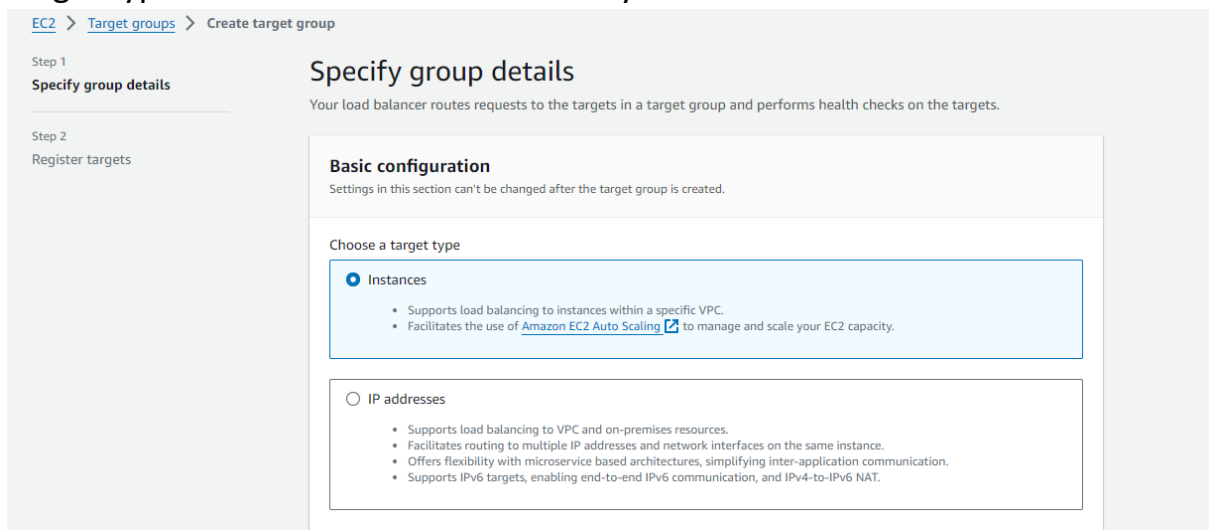 EC2 > Target groups > Create target group
Step 1
Specify group details
Step 2
Register targets
Specify group details
Your load balancer routes requests to the targets in a target group and performs health checks on the targets.
Basic configuration
Settings in this section can't be changed after the target group is created.
Choose a target type
Instances
• Supports load balancing to instances within a specific VPC.
• Facilitates the use of Amazon EC2 Auto Scaling to manage and scale your EC2 capacity.
IP addresses
• Supports load balancing to VPC and on-premises resources.
• Facilitates routing to multiple IP addresses and network interfaces on the same instance.
• Offers flexibility with microservice based architectures, simplifying inter-application communication.
• Supports IPv6 targets, enabling end-to-end IPv6 communication, and IPv4-to-IPv6 NAT.